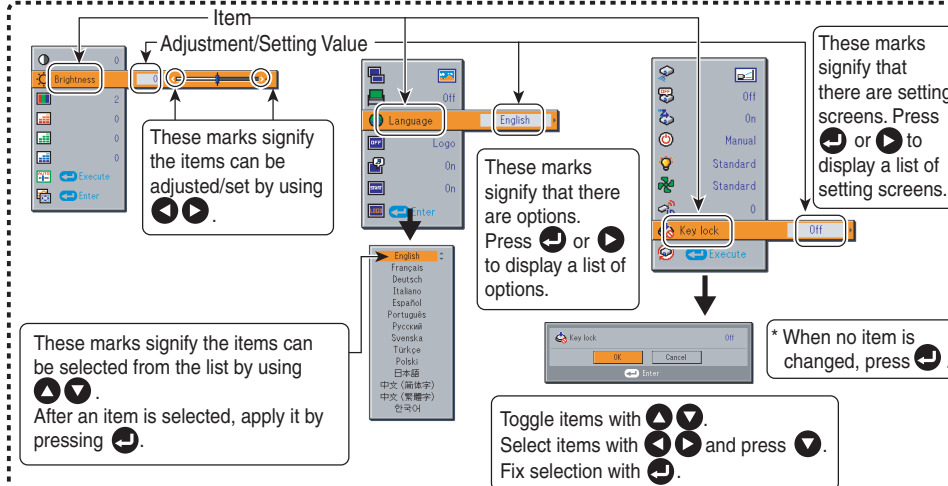 Item
Adjustment/Setting Value
0
Brightness
0
2
0
0
0
Execute
Enter
These marks signify
the items can be
adjusted/set by using
.
Off
Language
English
Logo
On
On
Enter
These marks
signify that there
are options.
Press or
to display a list of
options.
Off
On
Manual
Standard
Standard
0
Key lock
Off
Execute
These marks
signify that
there are setting
screens. Press
or to
display a list of
setting screens.
English
Français
Deutsch
Italiano
Español
Português
Русский
Svenska
Türkçe
Polski
日本語
中文 (简体字)
中文 (繁體字)
한국어
These marks signify the items can
be selected from the list by using
.
After an item is selected, apply it by
pressing .
Key lock Off
OK Cancel
Enter
* When no item is
changed, press .
Toggle items with .
Select items with and press .
Fix selection with .